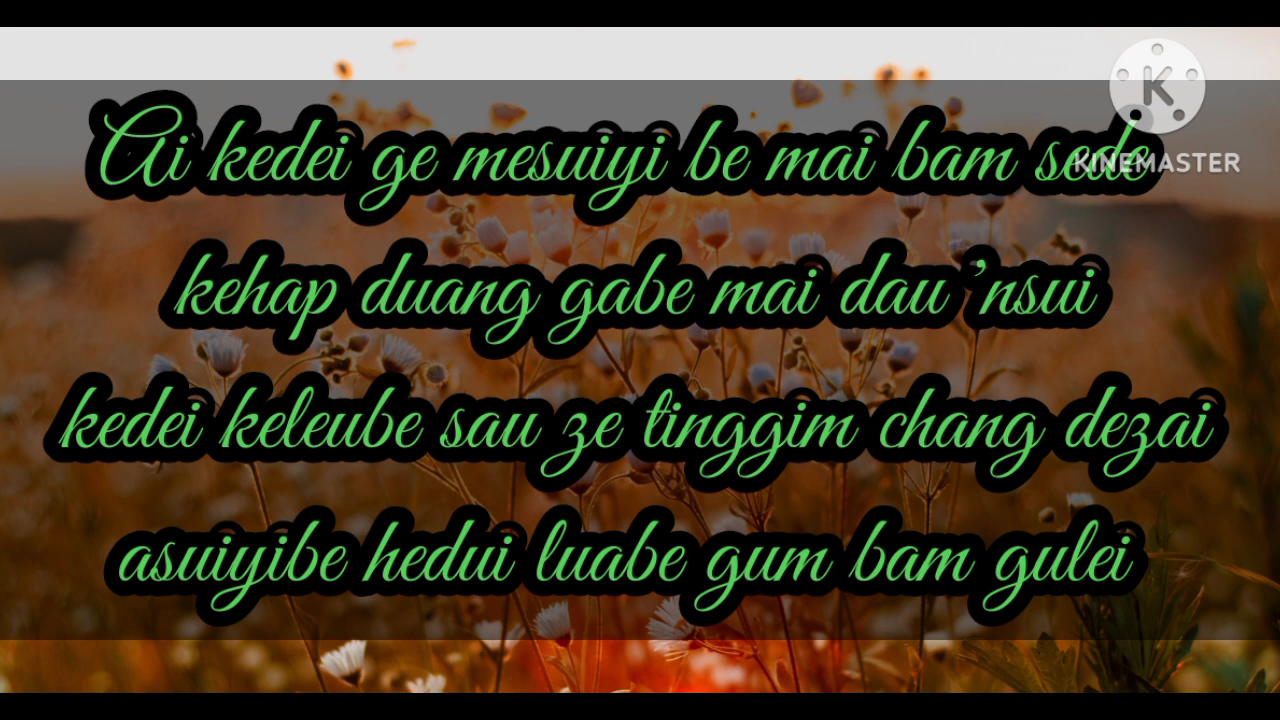 Ai kedei ge mesuiyi be mai bam sede
KINEMASTER
kehap duang gabe mai dau 'nsui
kedei keleube sau ze tinggim chang dezai
asuiyibe hedui luabe gum bam gulei